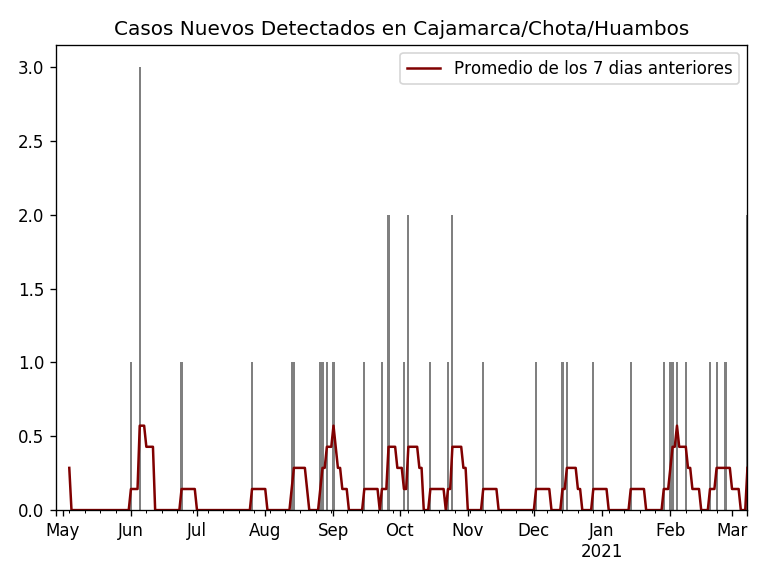 Casos Nuevos Detectados en Cajamarca/Chota/Huambos
Promedio de los 7 dias anteriores
3.0
2.5
2.0
1.5
1.0
0.5
0.0
May Jun Jul Aug Sep Oct Nov Dec Jan Feb Mar
2021